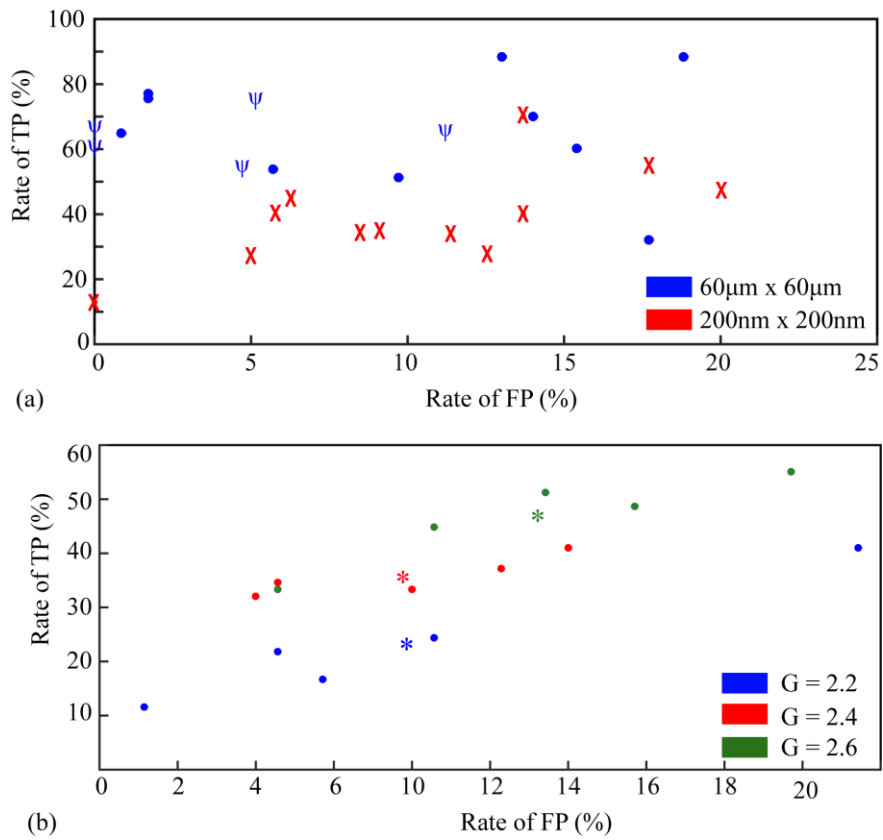 100
80
60
40
20
0
Rate of TP (%)
ψ
ψ
ψ
ψ
ψ
X
X
X
X
X
X
X
X
X
X
X
X
60μm x 60μm
200nm x 200nm
0 5 10 15 20 25
(a) Rate of FP (%)
60
50
40
30
20
10
Rate of TP (%)
*
*
*
G = 2.2
G = 2.4
G = 2.6
0 2 4 6 8 10 12 14 16 18 20
(b) Rate of FP (%)